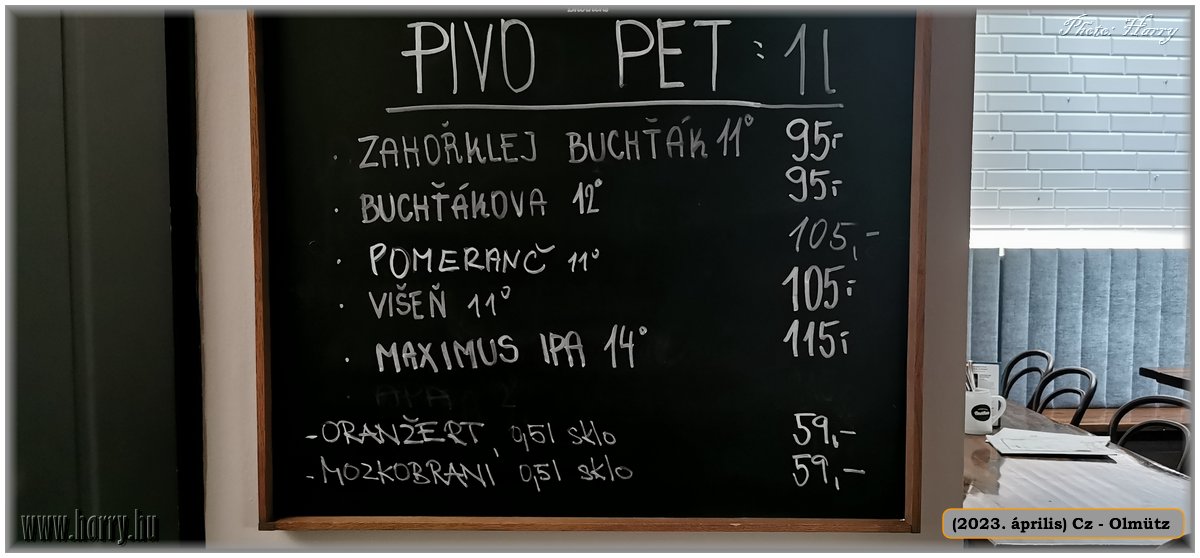 Photo: Harry
PIVO PET : 1l
· ZAHOŘKLEJ BUCHŤÁK 11° 95,-
· BUCHŤÁKOVA 12° 95,-
· POMERANČ 11° 105,-
· VIŠEŇ 11° 105,-
· MAXIMUS IPA 14° 115,-
- ORANŽERT, 0,5l sklo 59,-
- MOZKOBRANI 0,5l sklo 59,-
www.harry.hu
(2023. április) Cz - Olmütz